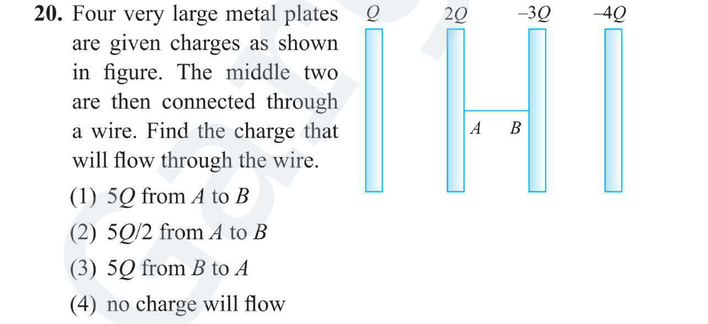 20. Four very large metal plates
are given charges as shown
in figure. The middle two
are then connected through
a wire. Find the charge that
will flow through the wire.
(1) 5Q from A to B
(2) 5Q/2 from A to B
(3) 5Q from B to A
(4) no charge will flow
Q 2Q –3Q –4Q
A B